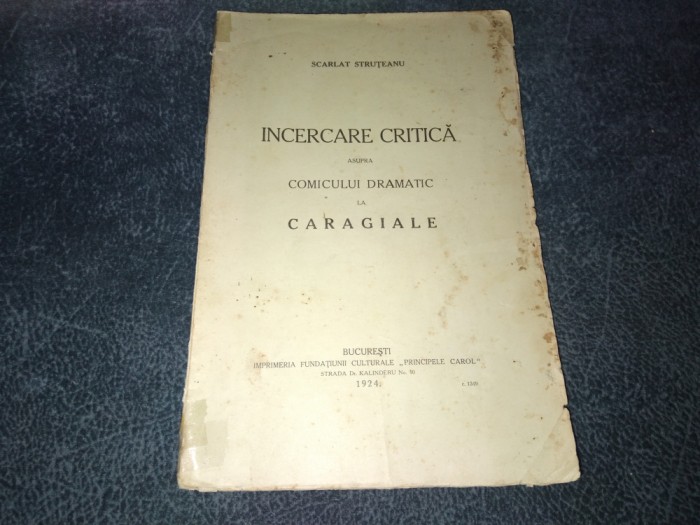 SCARLAT STRUȚEANU
INCERCARE CRITICĂ
ASUPRA
COMICULUI DRAMATIC
LA
CARAGIALE
BUCUREȘTI
IMPRIMERIA FUNDAȚIUNII CULTURALE „PRINCIPELE CAROL”
STRADA Dr. KALINDERU No.
1924.